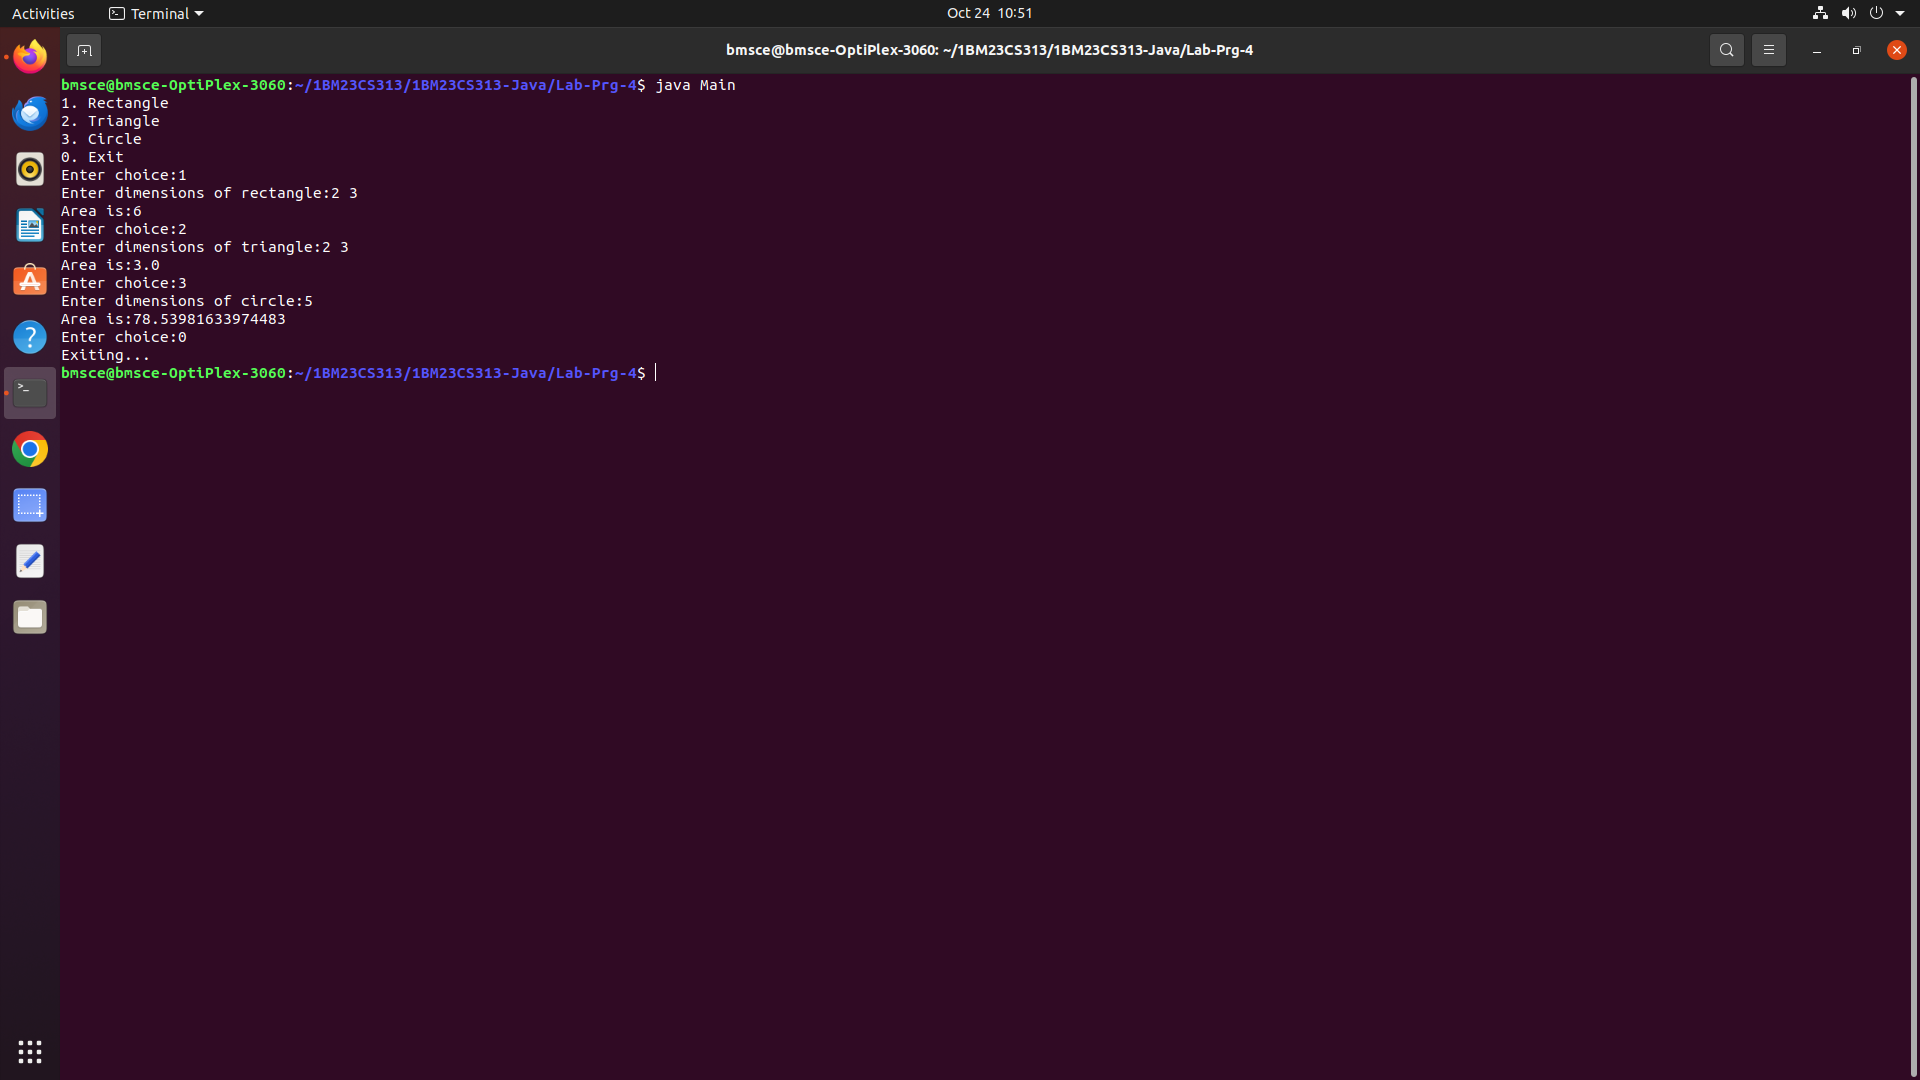 Activities
Terminal
Oct 24 10:51
bmsce@bmsce-OptiPlex-3060: ~/1BM23CS313/1BM23CS313-Java/Lab-Prg-4
bmsce@bmsce-OptiPlex-3060:~/1BM23CS313/1BM23CS313-Java/Lab-Prg-4$ java Main
1. Rectangle
2. Triangle
3. Circle
0. Exit
Enter choice:1
Enter dimensions of rectangle:2 3
Area is:6
Enter choice:2
Enter dimensions of triangle:2 3
Area is:3.0
Enter choice:3
Enter dimensions of circle:5
Area is:78.53981633974483
Enter choice:0
Exiting...
bmsce@bmsce-OptiPlex-3060:~/1BM23CS313/1BM23CS313-Java/Lab-Prg-4$